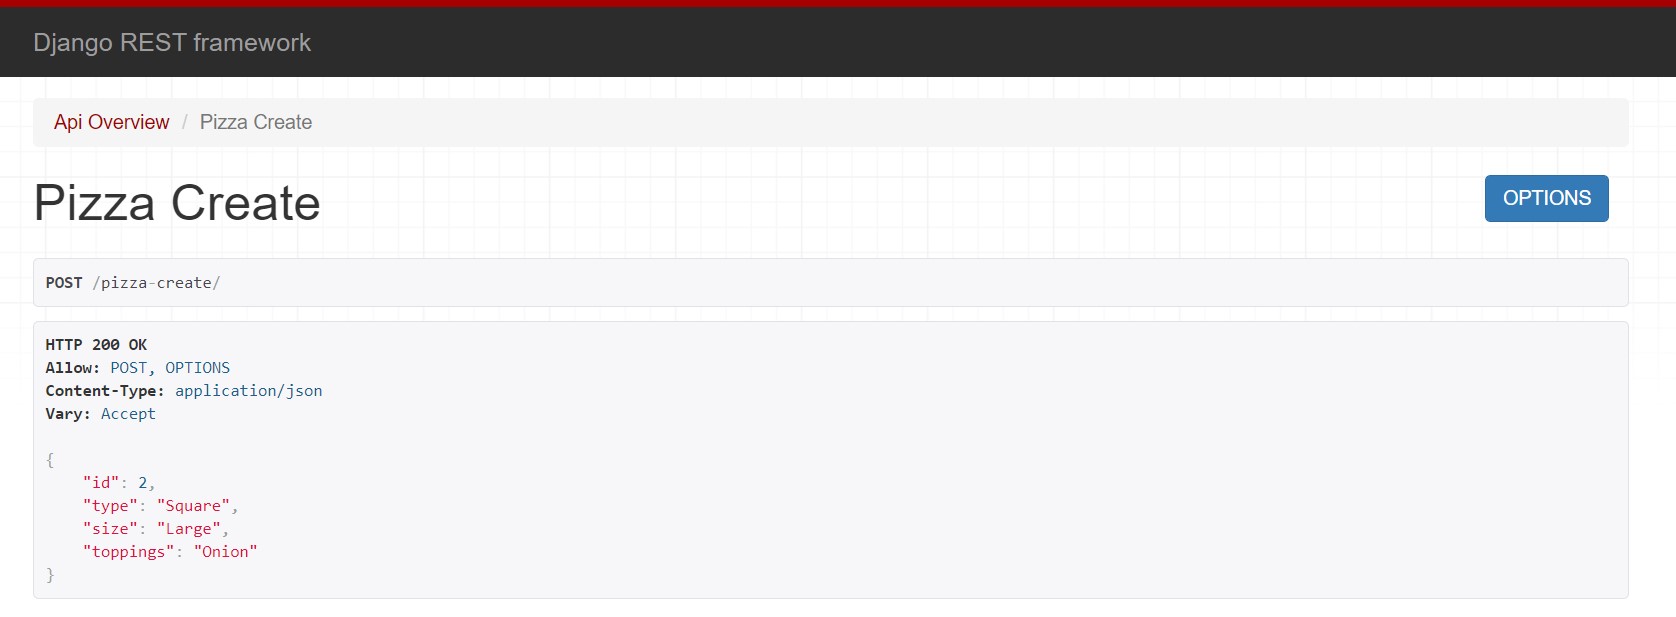 Django REST framework
Api Overview / Pizza Create
Pizza Create
OPTIONS
POST /pizza-create/
HTTP 200 OK
Allow: POST, OPTIONS
Content-Type: application/json
Vary: Accept
{
    "id": 2,
    "type": "Square",
    "size": "Large",
    "toppings": "Onion"
}